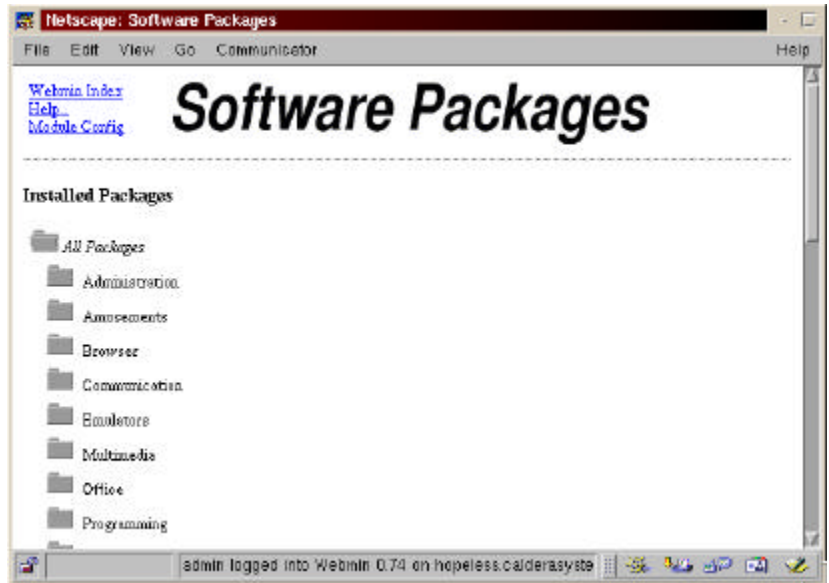 Netscape: Software Packages
File Edit View Go Communicator Help
Webmin Index
Help..
Module Config
Software Packages
Installed Packages
All Packages
Administration
Amusements
Browser
Communication
Emulators
Multimedia
Office
Programming
admin logged into Webmin 0.74 on hopeless.calderasyste